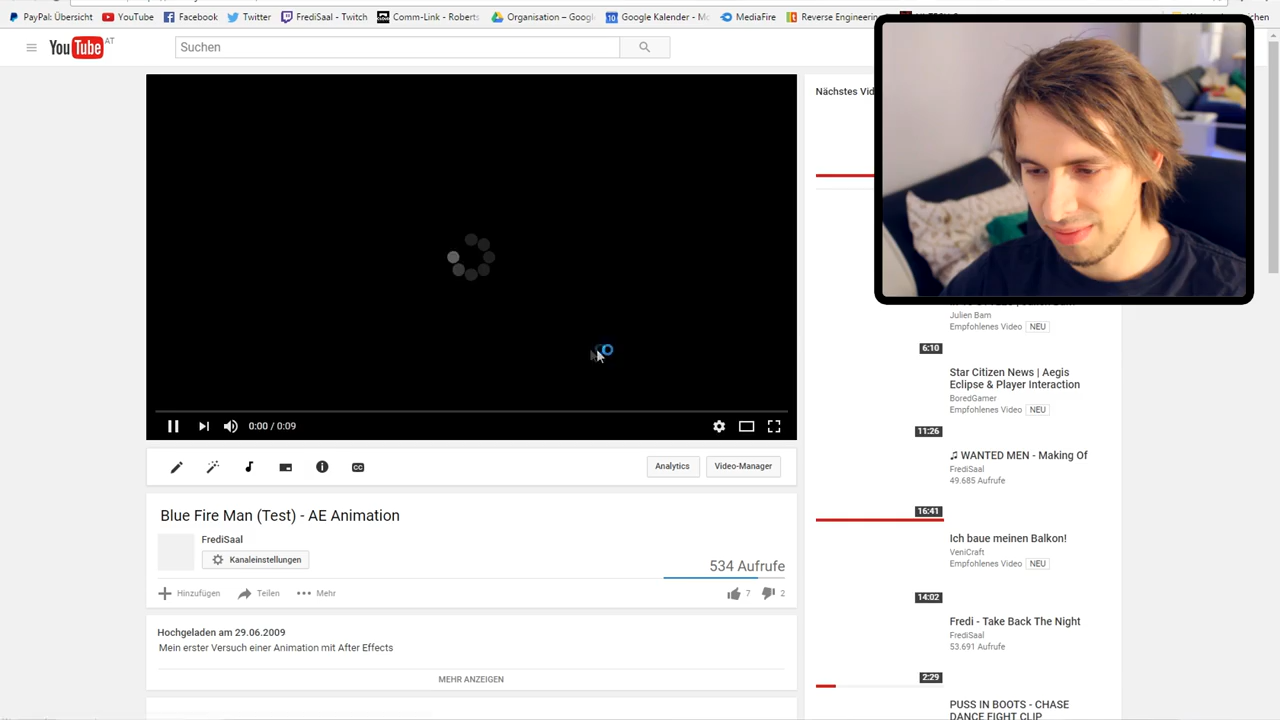 PayPal: Übersicht
YouTube
Facebook
Twitter
FrediSaal - Twitch
Comm-Link - Roberts
Organisation – Googl
Google Kalender - Mo
MediaFire
Reverse Engineering
YouTube AT
Suchen
Nächstes Vid
0:00 / 0:09
Analytics
Video-Manager
Blue Fire Man (Test) - AE Animation
FrediSaal
Kanaleinstellungen
534 Aufrufe
Hinzufügen
Teilen
Mehr
7
2
Hochgeladen am 29.06.2009
Mein erster Versuch einer Animation mit After Effects
MEHR ANZEIGEN
Julien Bam
Empfohlenes Video NEU
6:10
Star Citizen News | Aegis
Eclipse & Player Interaction
BoredGamer
Empfohlenes Video NEU
11:26
♫ WANTED MEN - Making Of
FrediSaal
49.685 Aufrufe
16:41
Ich baue meinen Balkon!
VeniCraft
Empfohlenes Video NEU
14:02
Fredi - Take Back The Night
FrediSaal
53.691 Aufrufe
2:29
PUSS IN BOOTS - CHASE
DANCE FIGHT CLIP